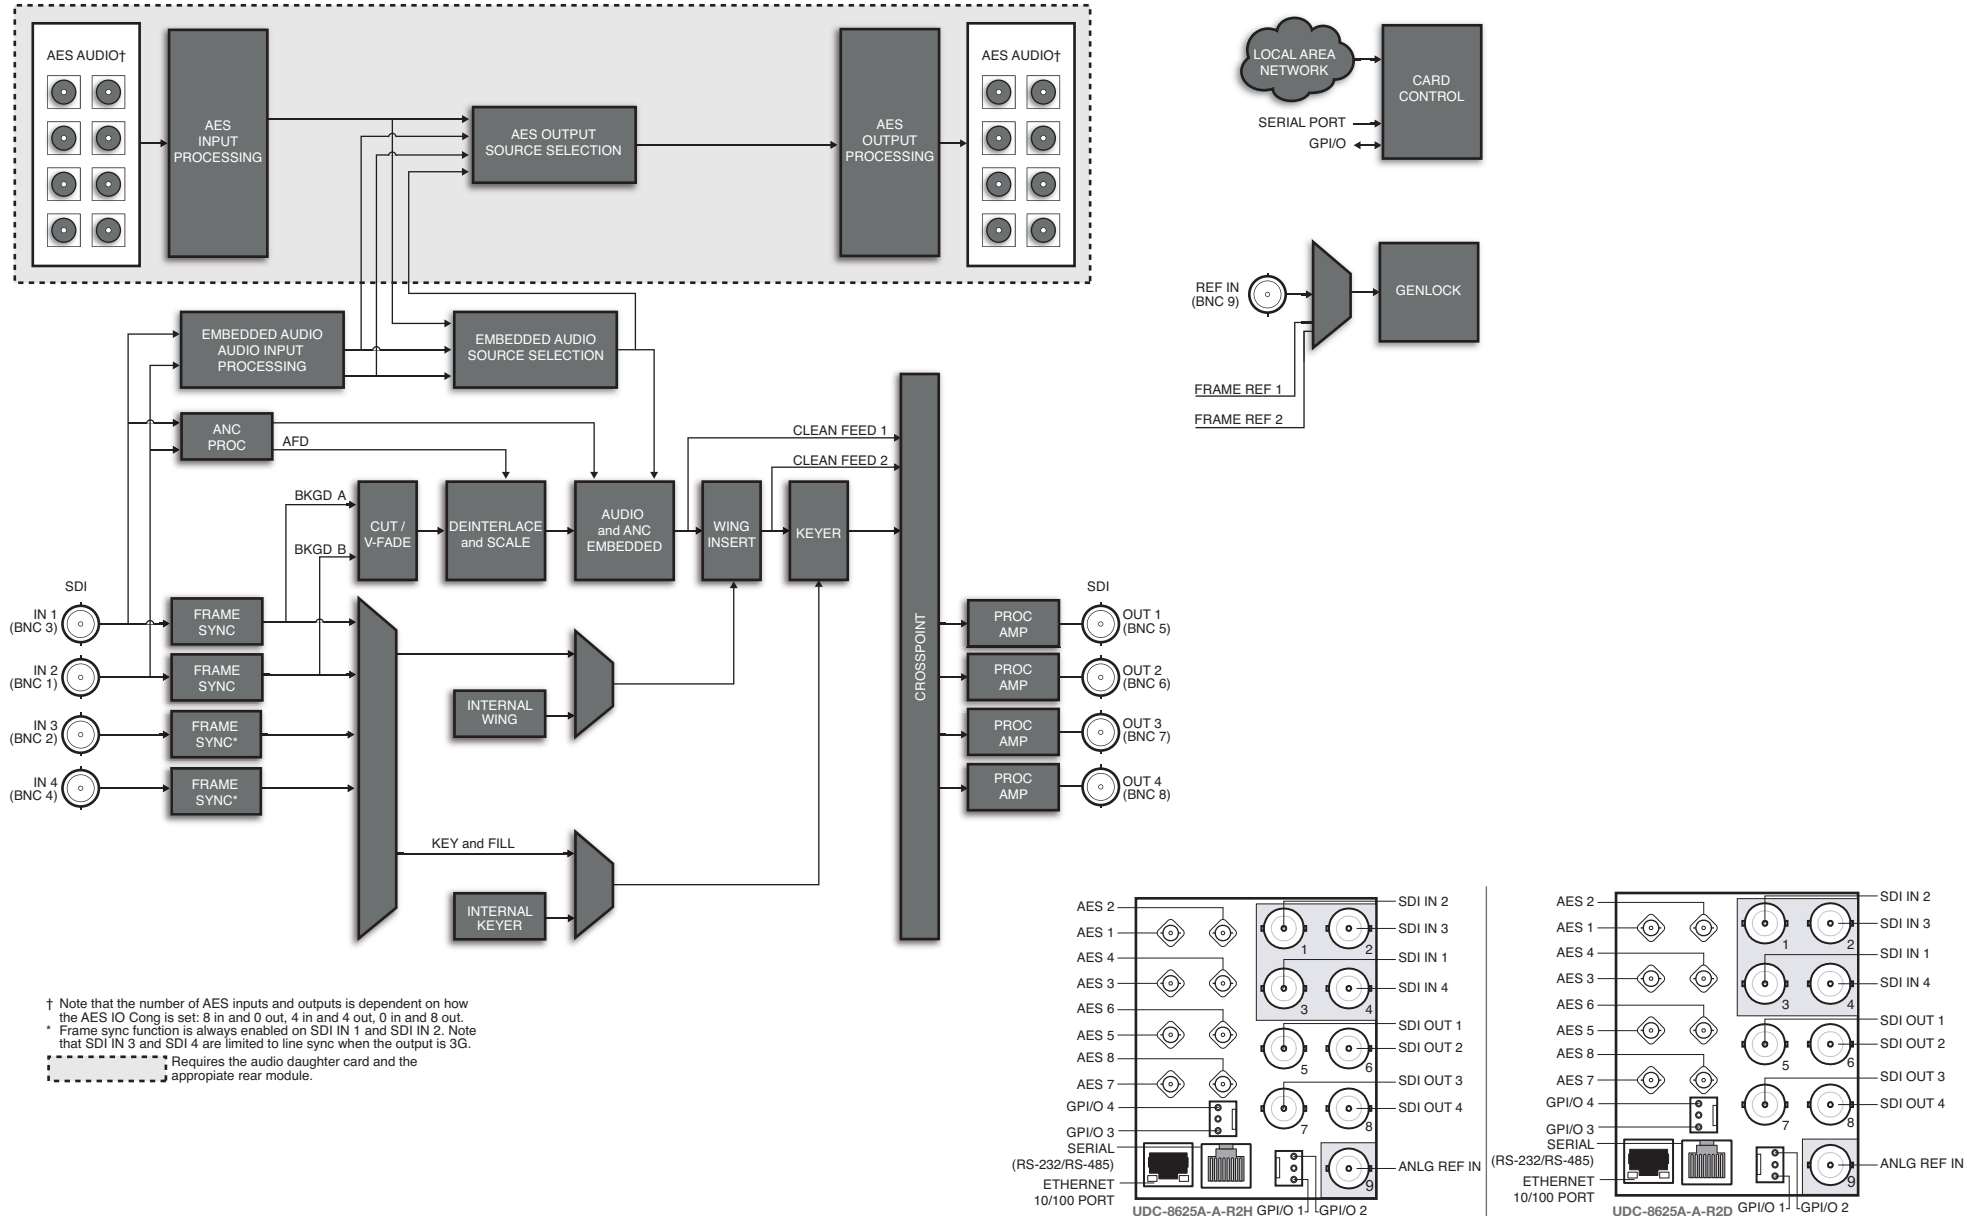 AES AUDIO†
AES
INPUT
PROCESSING
AES OUTPUT
SOURCE SELECTION
AES
OUTPUT
PROCESSING
AES AUDIO†
LOCAL AREA
NETWORK
CARD
CONTROL
SERIAL PORT
GPI/O
REF IN
(BNC 9)
GENLOCK
FRAME REF 1
FRAME REF 2
EMBEDDED AUDIO
AUDIO INPUT
PROCESSING
EMBEDDED AUDIO
SOURCE SELECTION
ANC
PROC
AFD
CLEAN FEED 1
CLEAN FEED 2
BKGD A
BKGD B
CUT /
V-FADE
DEINTERLACE
and SCALE
AUDIO
and ANC
EMBEDDED
WING
INSERT
KEYER
CROSSPOINT
SDI
IN 1
(BNC 3)
FRAME
SYNC
IN 2
(BNC 1)
FRAME
SYNC
IN 3
(BNC 2)
FRAME
SYNC*
IN 4
(BNC 4)
FRAME
SYNC*
INTERNAL
WING
KEY and FILL
INTERNAL
KEYER
SDI
PROC
AMP
OUT 1
(BNC 5)
PROC
AMP
OUT 2
(BNC 6)
PROC
AMP
OUT 3
(BNC 7)
PROC
AMP
OUT 4
(BNC 8)
† Note that the number of AES inputs and outputs is dependent on how
the AES IO Cong is set: 8 in and 0 out, 4 in and 4 out, 0 in and 8 out.
* Frame sync function is always enabled on SDI IN 1 and SDI IN 2. Note
that SDI IN 3 and SDI 4 are limited to line sync when the output is 3G.
Requires the audio daughter card and the
appropiate rear module.
AES 2
AES 1
AES 4
AES 3
AES 6
AES 5
AES 8
AES 7
GPI/O 4
GPI/O 3
SERIAL
(RS-232/RS-485)
ETHERNET
10/100 PORT
1
2
3
4
5
6
7
8
9
SDI IN 2
SDI IN 3
SDI IN 1
SDI IN 4
SDI OUT 1
SDI OUT 2
SDI OUT 3
SDI OUT 4
ANLG REF IN
UDC-8625A-A-R2H
GPI/O 1
GPI/O 2
AES 2
AES 1
AES 4
AES 3
AES 6
AES 5
AES 8
AES 7
GPI/O 4
GPI/O 3
SERIAL
(RS-232/RS-485)
ETHERNET
10/100 PORT
1
2
3
4
5
6
7
8
9
SDI IN 2
SDI IN 3
SDI IN 1
SDI IN 4
SDI OUT 1
SDI OUT 2
SDI OUT 3
SDI OUT 4
ANLG REF IN
UDC-8625A-A-R2D
GPI/O 1
GPI/O 2